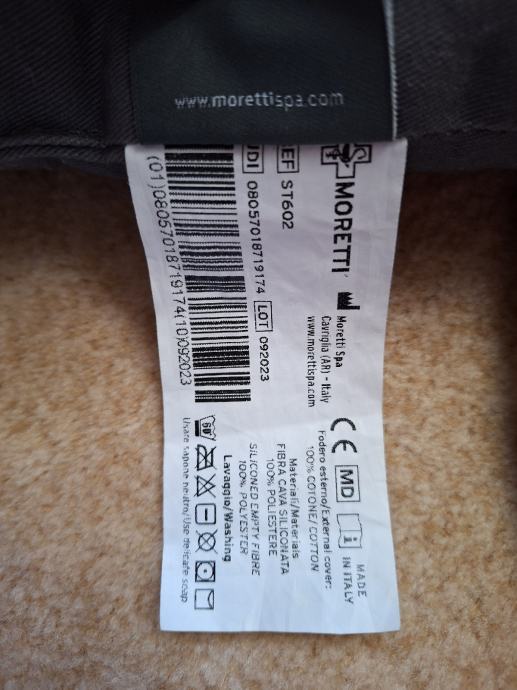 www.morettispa.com
MORETTI
Moretti Spa
Cavriglia (AR) - Italy
www.morettispa.com
CE MD
MADE
IN ITALY
EF ST602
UDI 08057018719174 LOT 092023
(01)08057018719174(10)092023
Fodero esterno/External cover:
100% COTONE/COTTON
Materiali/Materials
FIBRA CAVA SILICONATA
100% POLIESTERE
SILICONED EMPTY FIBRE
100% POLYESTER
Lavaggio/Washing
60
Usare sapone neutro/Use delicate soap